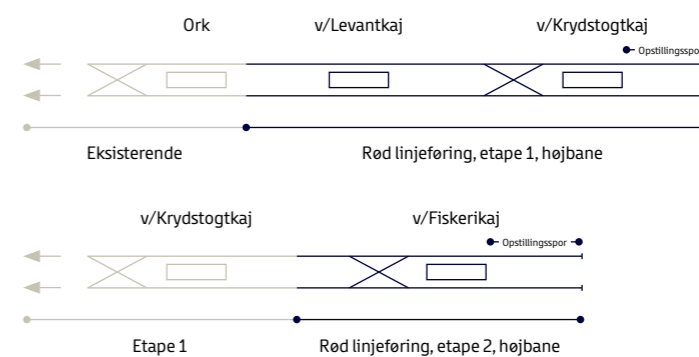 Ork v/Levantkaj v/Krydstogtkaj
Opstillingsspo
Eksisterende Rød linjeføring, etape 1, højbane
v/Krydstogtkaj v/Fiskerikaj
Opstillingsspor
Etape 1 Rød linjeføring, etape 2, højbane